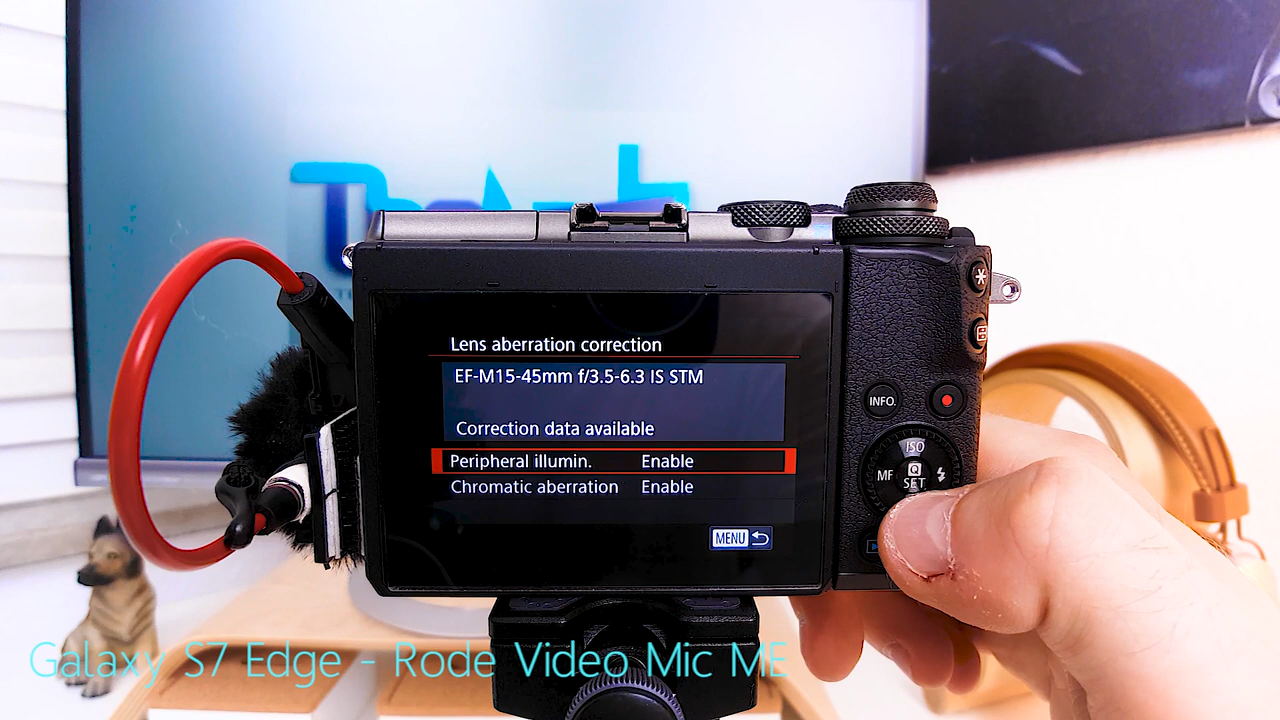 Lens aberration correction
EF-M15-45mm f/3.5-6.3 IS STM
Correction data available
Peripheral illumin. Enable
Chromatic aberration Enable
MENU
INFO.
ISO
MF
Q
SET
Galaxy S7 Edge - Rode Video Mic ME